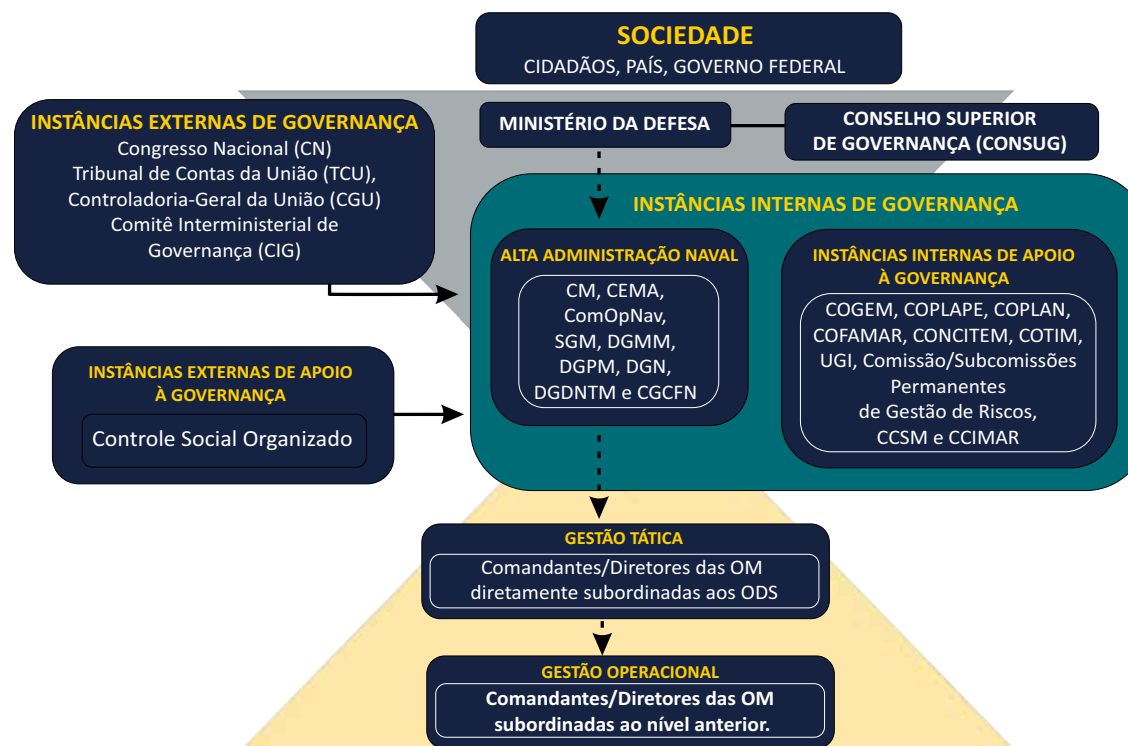 SOCIEDADE
CIDADÃOS, PAÍS, GOVERNO FEDERAL
INSTÂNCIAS EXTERNAS DE GOVERNANÇA
Congresso Nacional (CN)
Tribunal de Contas da União (TCU),
Controladoria-Geral da União (CGU)
Comitê Interministerial de
Governança (CIG)
MINISTÉRIO DA DEFESA
CONSELHO SUPERIOR
DE GOVERNANÇA (CONSUG)
INSTÂNCIAS INTERNAS DE GOVERNANÇA
ALTA ADMINISTRAÇÃO NAVAL
CM, CEMA,
ComOpNav,
SGM, DGMM,
DGPM, DGN,
DGDNTM e CGCFN
INSTÂNCIAS INTERNAS DE APOIO
À GOVERNANÇA
COGEM, COPLAPE, COPLAN,
COFAMAR, CONCITEM, COTIM,
UGI, Comissão/Subcomissões
Permanentes
de Gestão de Riscos,
CCSM e CCIMAR
INSTÂNCIAS EXTERNAS DE APOIO
À GOVERNANÇA
Controle Social Organizado
GESTÃO TÁTICA
Comandantes/Diretores das OM
diretamente subordinadas aos ODS
GESTÃO OPERACIONAL
Comandantes/Diretores das OM
subordinadas ao nível anterior.